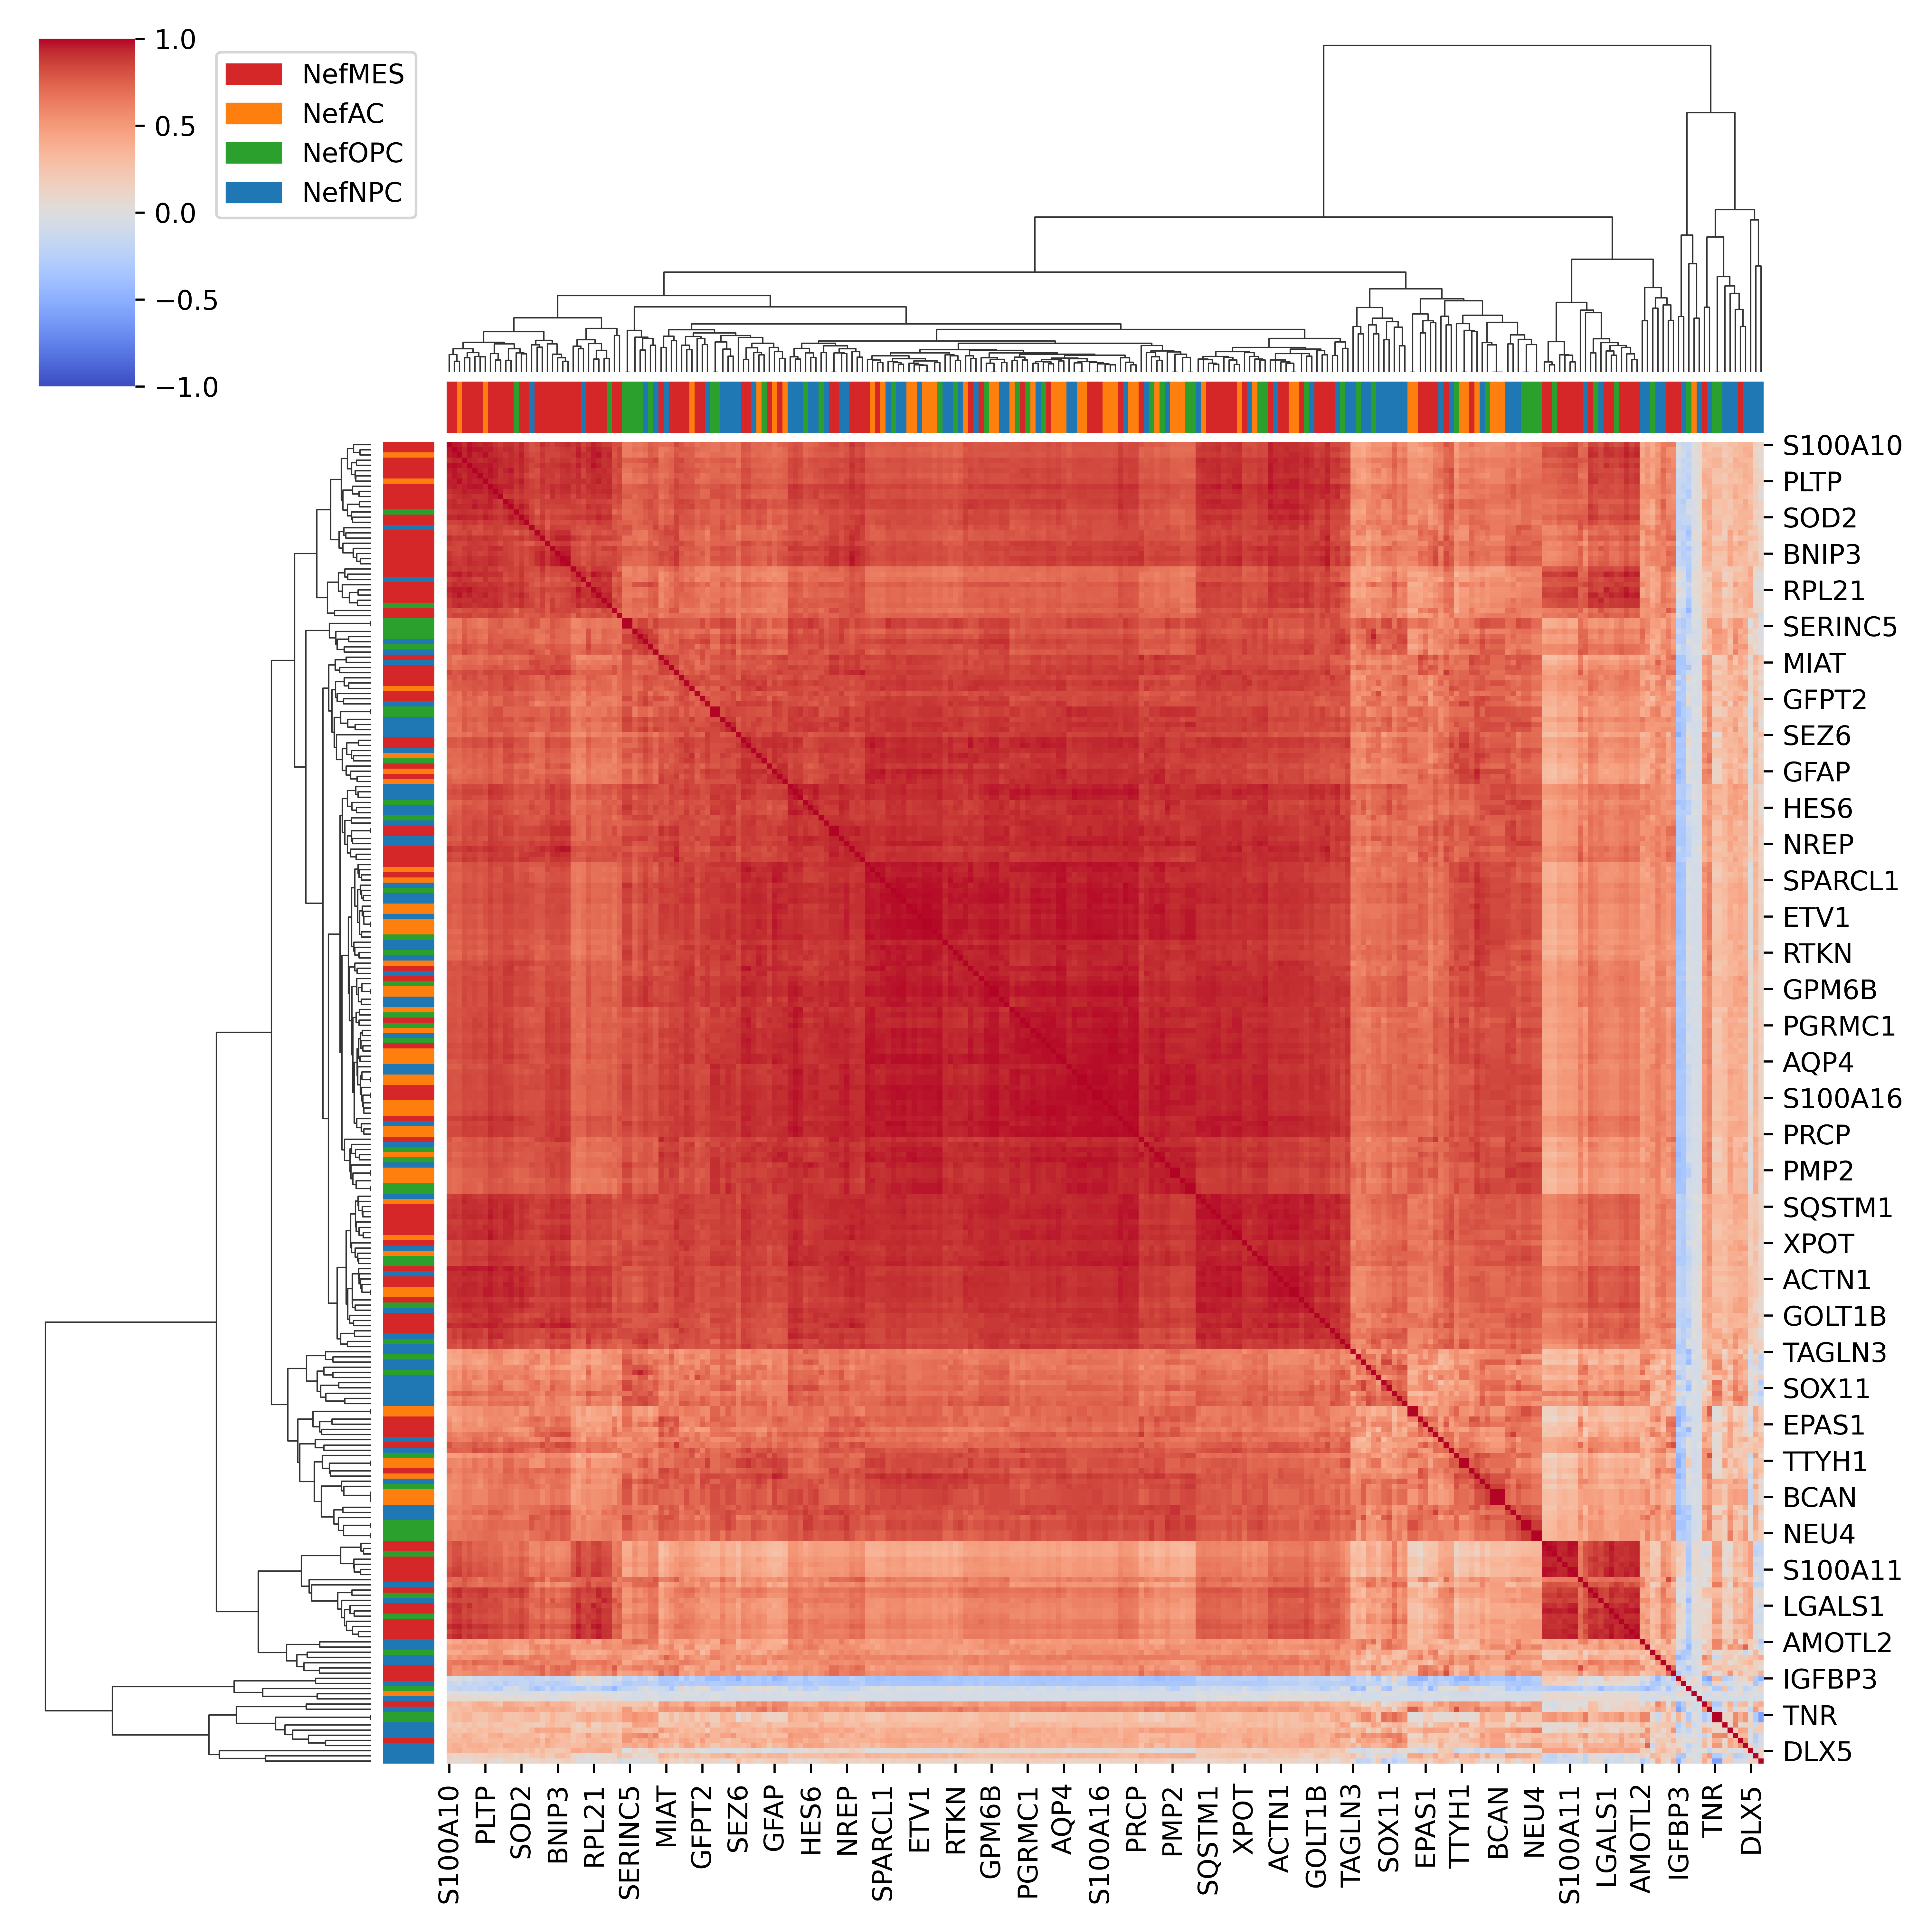 1.0
0.5
0.0
−0.5
−1.0
NefMES
NefAC
NefOPC
NefNPC
S100A10
PLTP
SOD2
BNIP3
RPL21
SERINC5
MIAT
GFPT2
SEZ6
GFAP
HES6
NREP
SPARCL1
ETV1
RTKN
GPM6B
PGRMC1
AQP4
S100A16
PRCP
PMP2
SQSTM1
XPOT
ACTN1
GOLT1B
TAGLN3
SOX11
EPAS1
TTYH1
BCAN
NEU4
S100A11
LGALS1
AMOTL2
IGFBP3
TNR
DLX5
S100A10
PLTP
SOD2
BNIP3
RPL21
SERINC5
MIAT
GFPT2
SEZ6
GFAP
HES6
NREP
SPARCL1
ETV1
RTKN
GPM6B
PGRMC1
AQP4
S100A16
PRCP
PMP2
SQSTM1
XPOT
ACTN1
GOLT1B
TAGLN3
SOX11
EPAS1
TTYH1
BCAN
NEU4
S100A11
LGALS1
AMOTL2
IGFBP3
TNR
DLX5